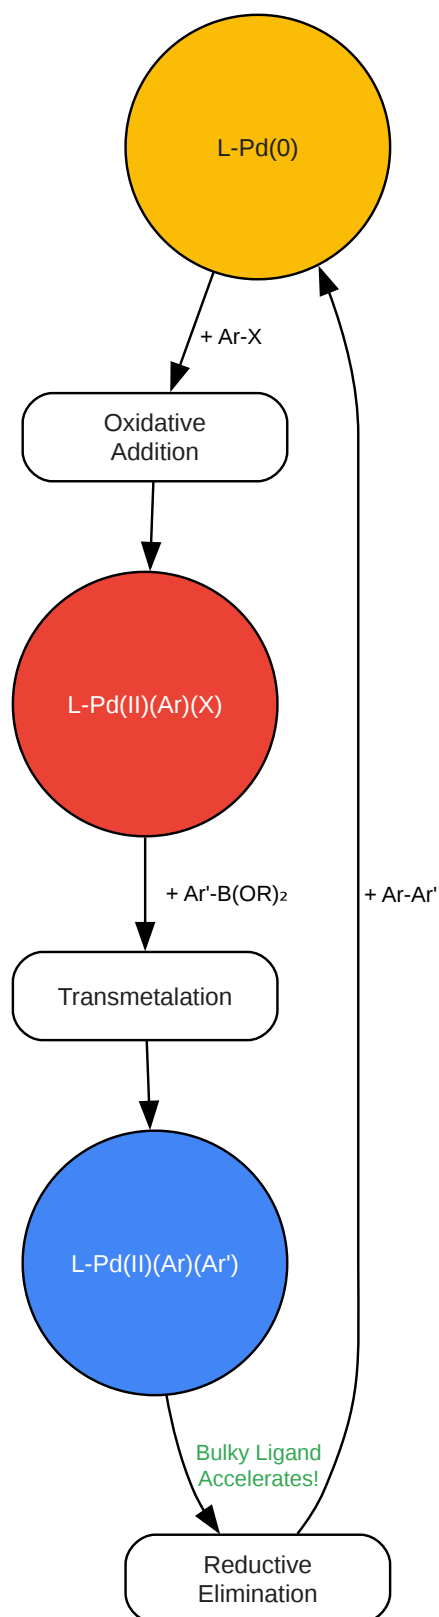 L-Pd(0)
+ Ar-X
Oxidative
Addition
L-Pd(II)(Ar)(X)
+ Ar'-B(OR)₂
+ Ar-Ar'
Transmetalation
L-Pd(II)(Ar)(Ar')
Bulky Ligand
Accelerates!
Reductive
Elimination